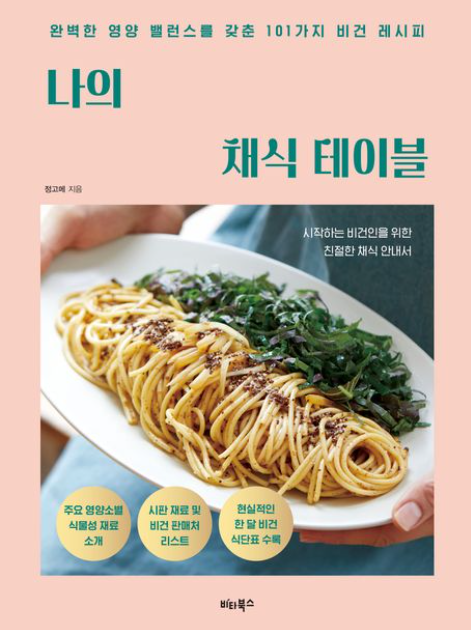 완벽한 영양 밸런스를 갖춘 101가지 비건 레시피
나의
채식 테이블
정고메 지음
시작하는 비건인을 위한
친절한 채식 안내서
주요 영양소별
식물성 재료
소개
시판 재료 및
비건 판매처
리스트
현실적인
한 달 비건
식단표 수록
비타북스